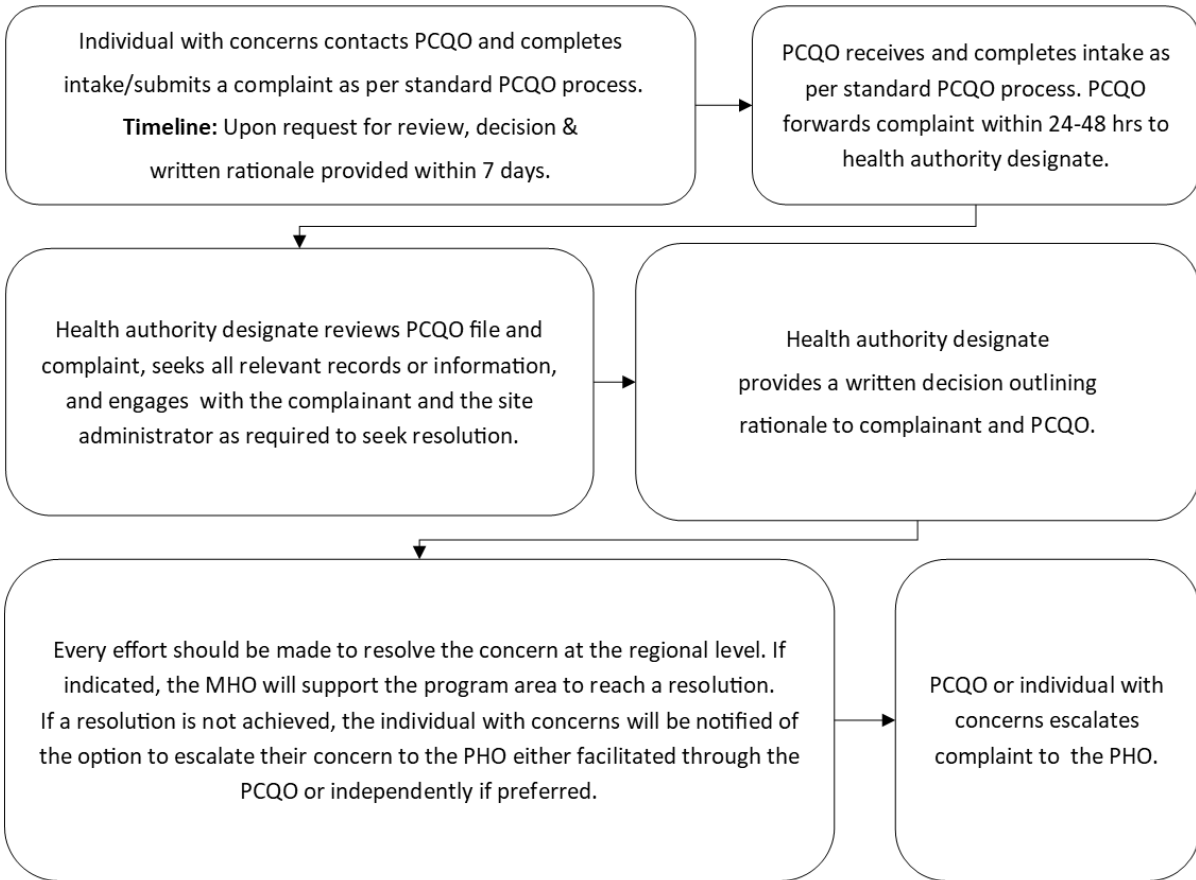 Individual with concerns contacts PCQO and completes
intake/submits a complaint as per standard PCQO process.
Timeline: Upon request for review, decision &
written rationale provided within 7 days.
PCQO receives and completes intake as
per standard PCQO process. PCQO
forwards complaint within 24-48 hrs to
health authority designate.
Health authority designate reviews PCQO file and
complaint, seeks all relevant records or information,
and engages with the complainant and the site
administrator as required to seek resolution.
Health authority designate
provides a written decision outlining
rationale to complainant and PCQO.
Every effort should be made to resolve the concern at the regional level. If
indicated, the MHO will support the program area to reach a resolution.
If a resolution is not achieved, the individual with concerns will be notified of
the option to escalate their concern to the PHO either facilitated through the
PCQO or independently if preferred.
PCQO or individual with
concerns escalates
complaint to the PHO.